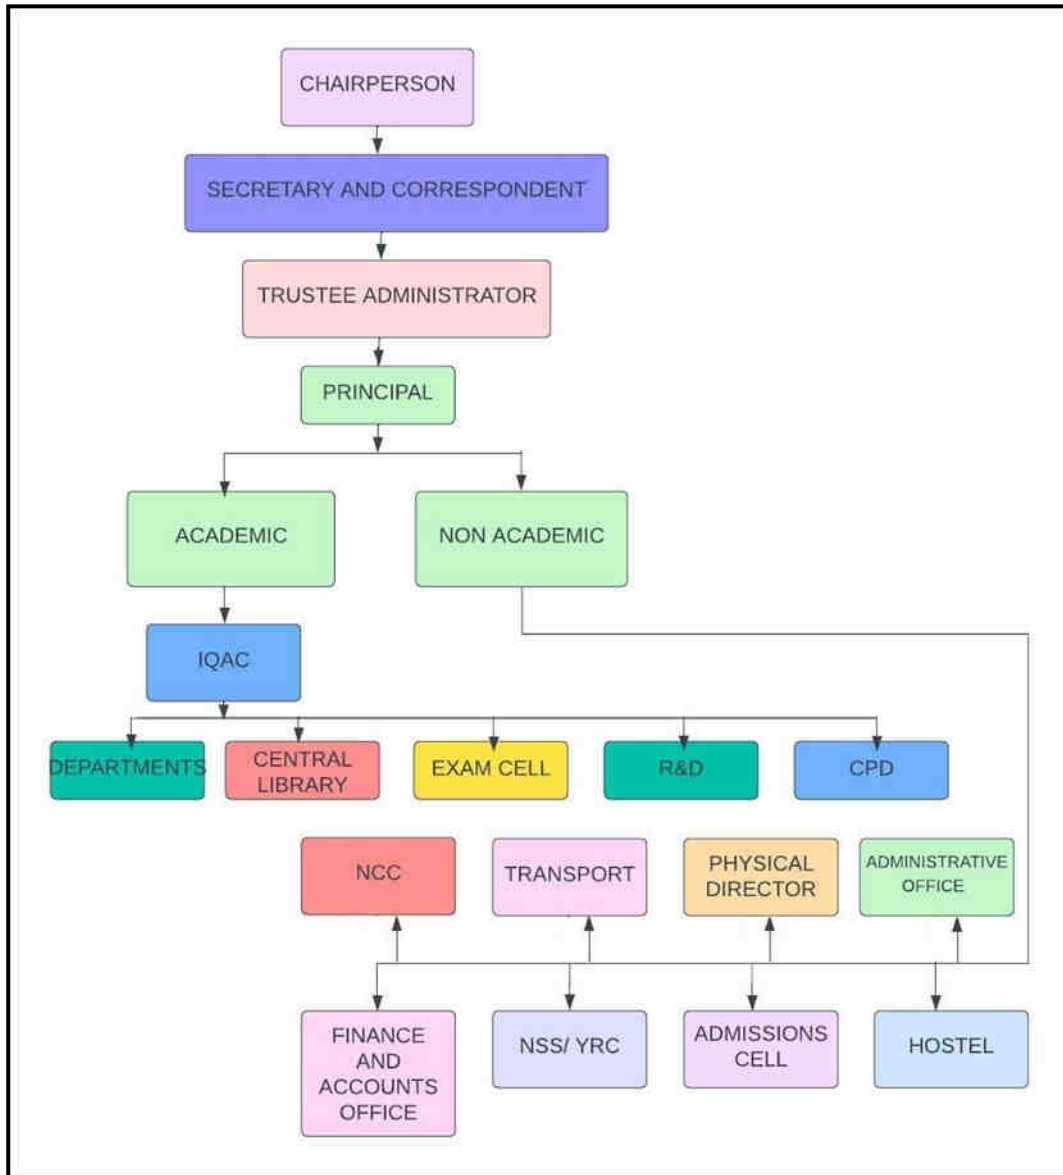 CHAIRPERSON
SECRETARY AND CORRESPONDENT
TRUSTEE ADMINISTRATOR
PRINCIPAL
ACADEMIC
NON ACADEMIC
IQAC
DEPARTMENTS
CENTRAL
LIBRARY
EXAM CELL
R&D
CPD
NCC
TRANSPORT
PHYSICAL
DIRECTOR
ADMINISTRATIVE
OFFICE
FINANCE
AND
ACCOUNTS
OFFICE
NSS/ YRC
ADMISSIONS
CELL
HOSTEL